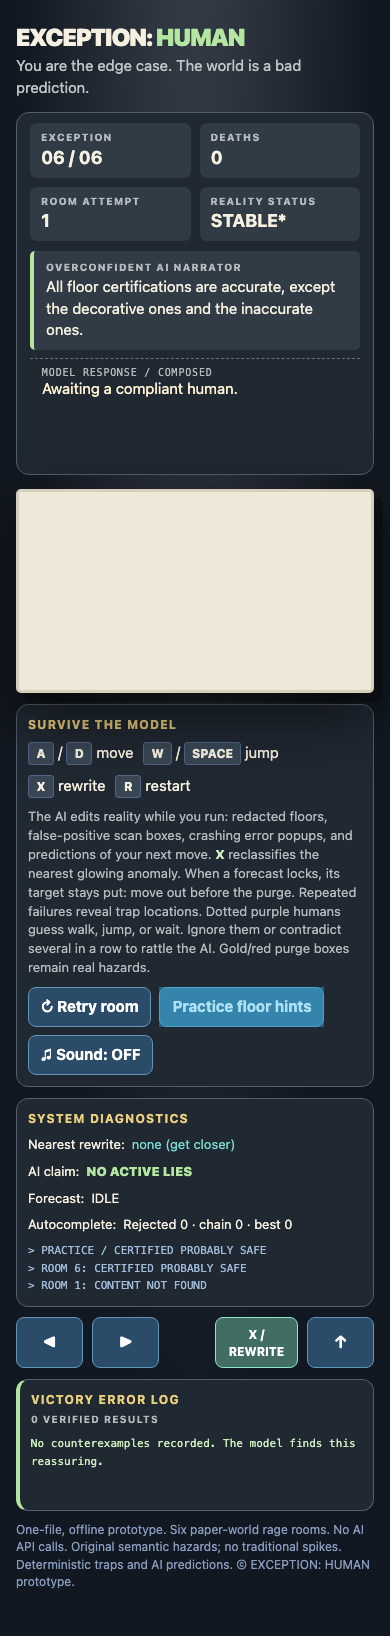 EXCEPTION: HUMAN
You are the edge case. The world is a bad
prediction.
EXCEPTION
06 / 06
DEATHS
0
ROOM ATTEMPT
1
REALITY STATUS
STABLE*
OVERCONFIDENT AI NARRATOR
All floor certifications are accurate, except
the decorative ones and the inaccurate
ones.
MODEL RESPONSE / COMPOSED
Awaiting a compliant human.
SURVIVE THE MODEL
A / D move W / SPACE jump
X rewrite R restart
The AI edits reality while you run: redacted floors,
false-positive scan boxes, crashing error popups, and
predictions of your next move. X reclassifies the
nearest glowing anomaly. When a forecast locks, its
target stays put: move out before the purge. Repeated
failures reveal trap locations. Dotted purple humans
guess walk, jump, or wait. Ignore them or contradict
several in a row to rattle the AI. Gold/red purge boxes
remain real hazards.
↻ Retry room
Practice floor hints
♫ Sound: OFF
SYSTEM DIAGNOSTICS
Nearest rewrite: none (get closer)
AI claim: NO ACTIVE LIES
Forecast: IDLE
Autocomplete: Rejected 0 · chain 0 · best 0
> PRACTICE / CERTIFIED PROBABLY SAFE
> ROOM 6: CERTIFIED PROBABLY SAFE
> ROOM 1: CONTENT NOT FOUND
X /
REWRITE
VICTORY ERROR LOG
0 VERIFIED RESULTS
No counterexamples recorded. The model finds this
reassuring.
One-file, offline prototype. Six paper-world rage rooms. No AI
API calls. Original semantic hazards; no traditional spikes.
Deterministic traps and AI predictions. © EXCEPTION: HUMAN
prototype.